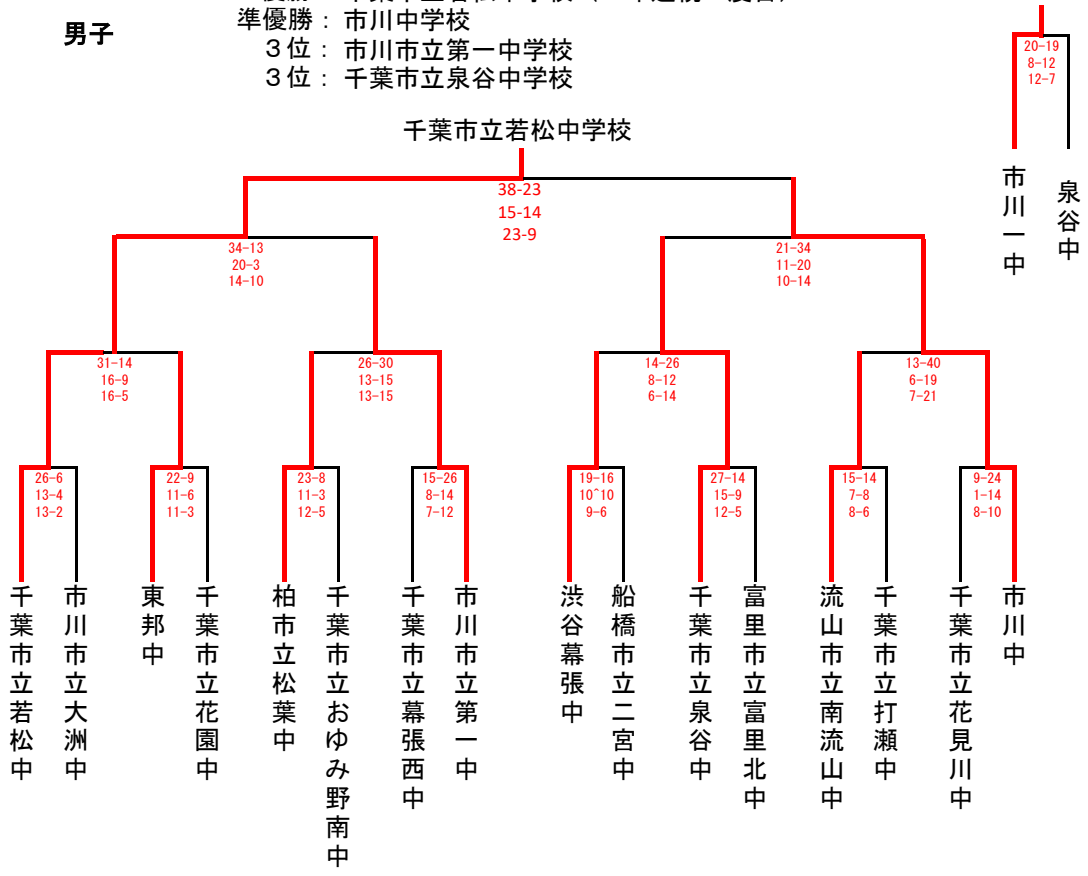 男子
準優勝： 市川中学校
３位： 市川市立第一中学校
３位： 千葉市立泉谷中学校
20-19
8-12
12-7
市川一中
泉谷中
千葉市立若松中学校
38-23
15-14
23-9
34-13
20-3
14-10
21-34
11-20
10-14
31-14
16-9
16-5
26-30
13-15
13-15
14-26
8-12
6-14
13-40
6-19
7-21
26-6
13-4
13-2
22-9
11-6
11-3
23-8
11-3
12-5
15-26
8-14
7-12
19-16
10^10
9-6
27-14
15-9
12-5
15-14
7-8
8-6
9-24
1-14
8-10
千葉市立若松中
市川市立大洲中
東邦中
千葉市立花園中
柏市立松葉中
千葉市立おゆみ野南中
千葉市立幕張西中
市川市立第一中
渋谷幕張中
船橋市立二宮中
千葉市立泉谷中
富里市立富里北中
流山市立南流山中
千葉市立打瀬中
千葉市立花見川中
市川中